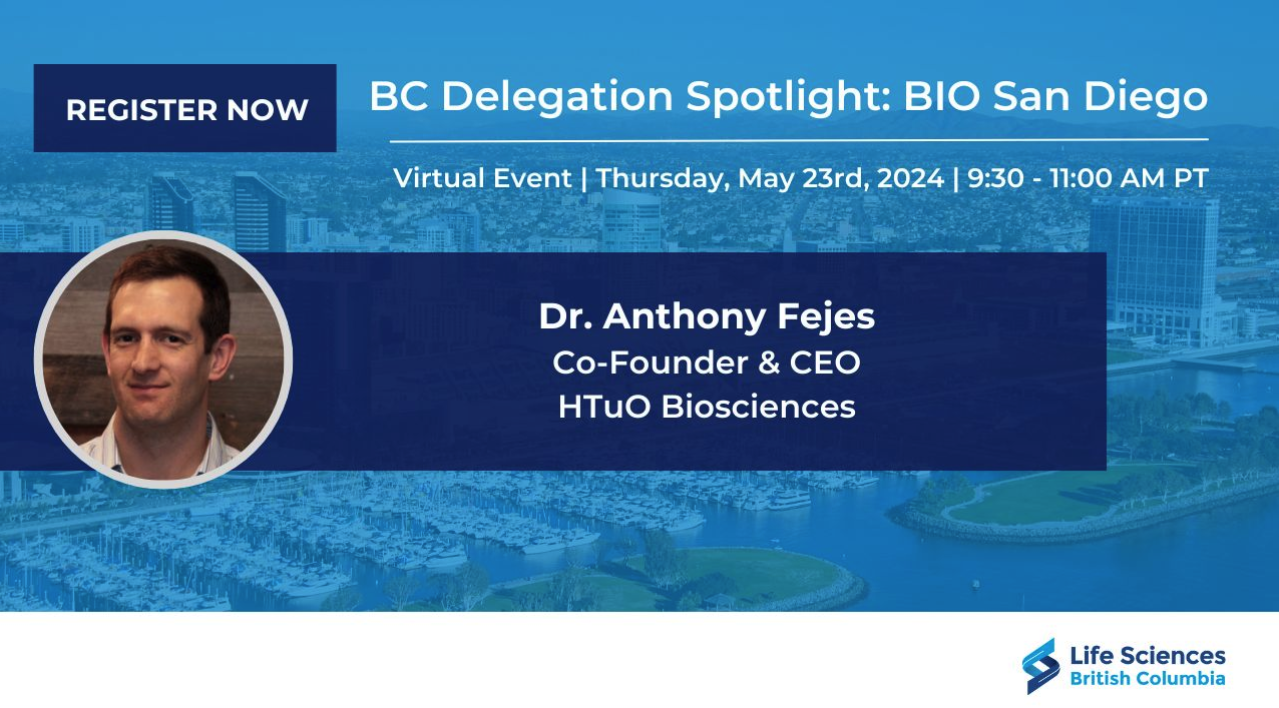 REGISTER NOW
BC Delegation Spotlight: BIO San Diego
Virtual Event | Thursday, May 23rd, 2024 | 9:30 - 11:00 AM PT
Dr. Anthony Fejes
Co-Founder & CEO
HTuO Biosciences
Life Sciences
British Columbia